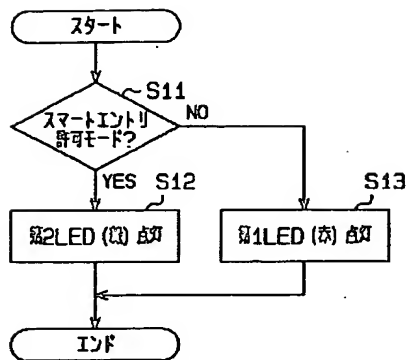 スタート
S11
スマートエントリ
許可モード?
NO
YES
S12
S13
第2LED (緑) 点灯
第1LED (赤) 点灯
エンド